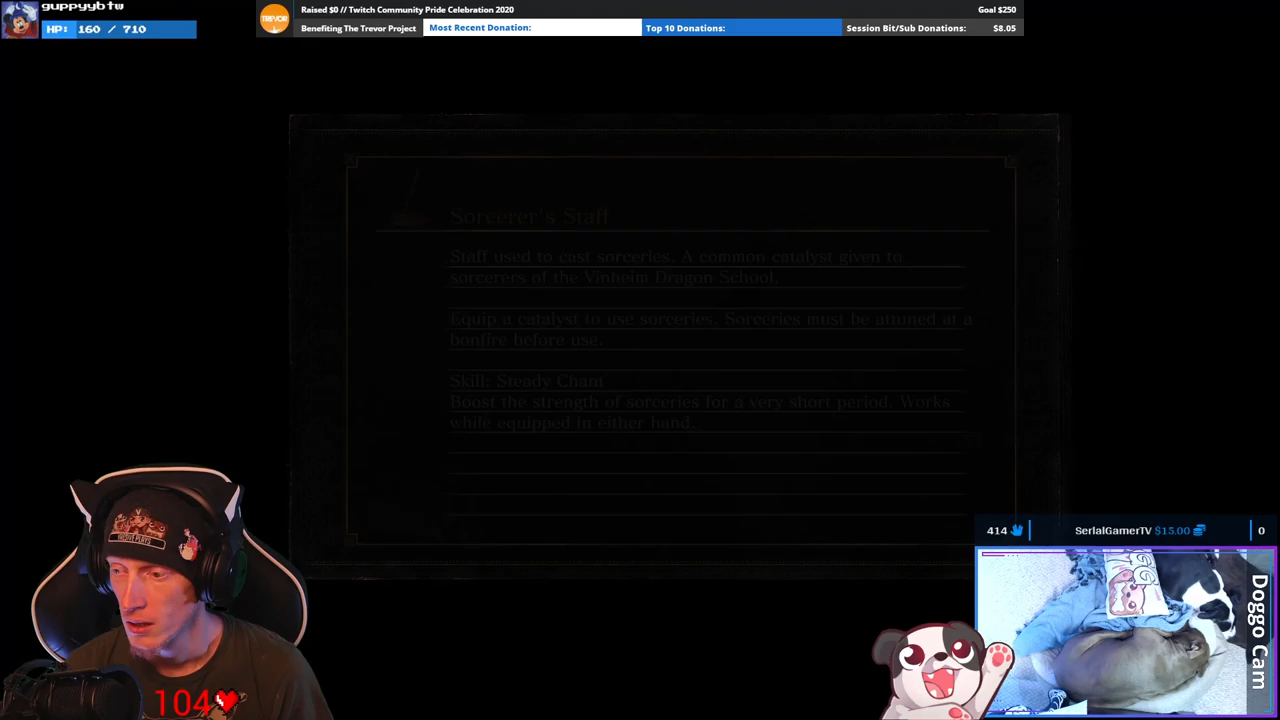 guppyybtw
HP: 160 / 710
TREVOR
Raised $0 // Twitch Community Pride Celebration 2020
Goal $250
Benefiting The Trevor Project
Most Recent Donation:
Top 10 Donations:
Session Bit/Sub Donations:
$8.05
Sorcerer's Staff
Staff used to cast sorceries. A common catalyst given to
sorcerers of the Vinheim Dragon School.
Equip a catalyst to use sorceries. Sorceries must be attuned at a
bonfire before use.
Skill: Steady Chant
Boost the strength of sorceries for a very short period. Works
while equipped in either hand.
414
SerlalGamerTV $15.00
0
Doggo Cam
104